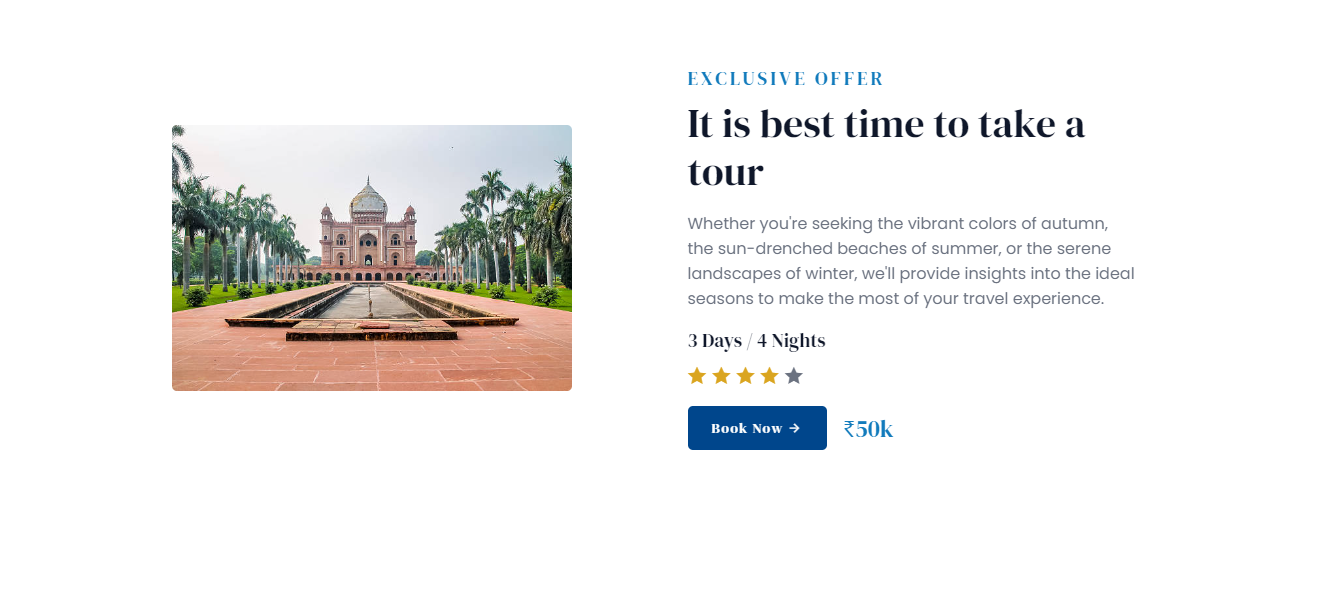 EXCLUSIVE OFFER
It is best time to take a
tour
Whether you're seeking the vibrant colors of autumn,
the sun-drenched beaches of summer, or the serene
landscapes of winter, we'll provide insights into the ideal
seasons to make the most of your travel experience.
3 Days / 4 Nights
Book Now → ₹50k